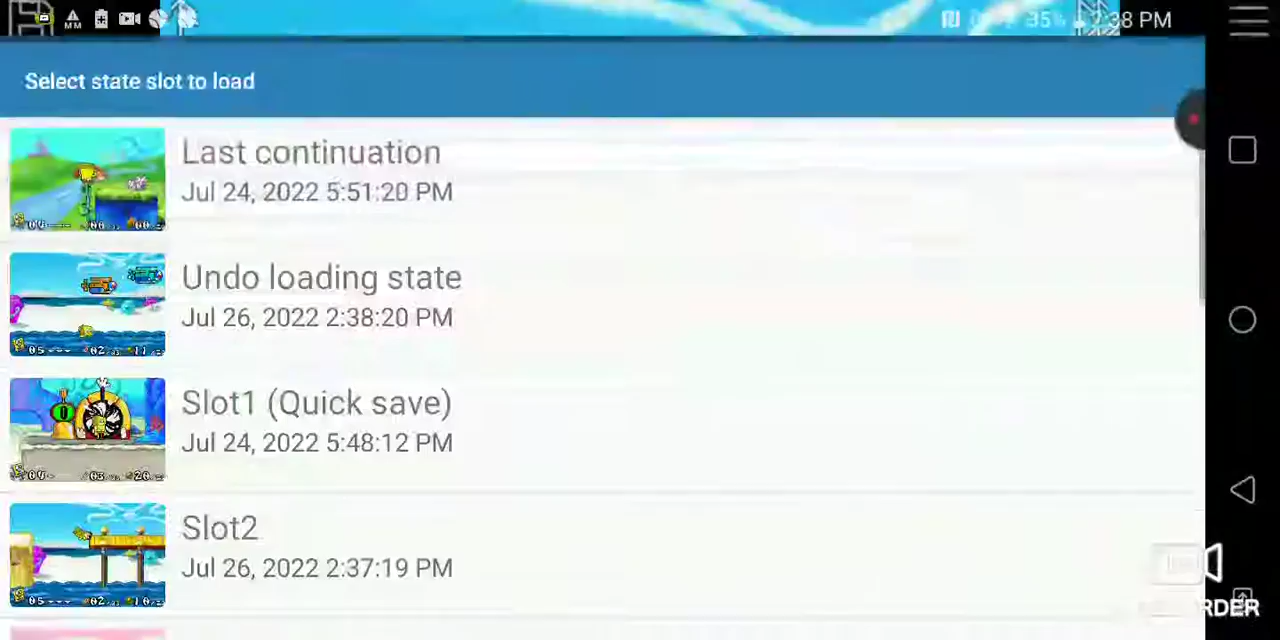 35% 2:38 PM
Select state slot to load
Last continuation
Jul 24, 2022 5:51:20 PM
Undo loading state
Jul 26, 2022 2:38:20 PM
Slot1 (Quick save)
Jul 24, 2022 5:48:12 PM
Slot2
Jul 26, 2022 2:37:19 PM